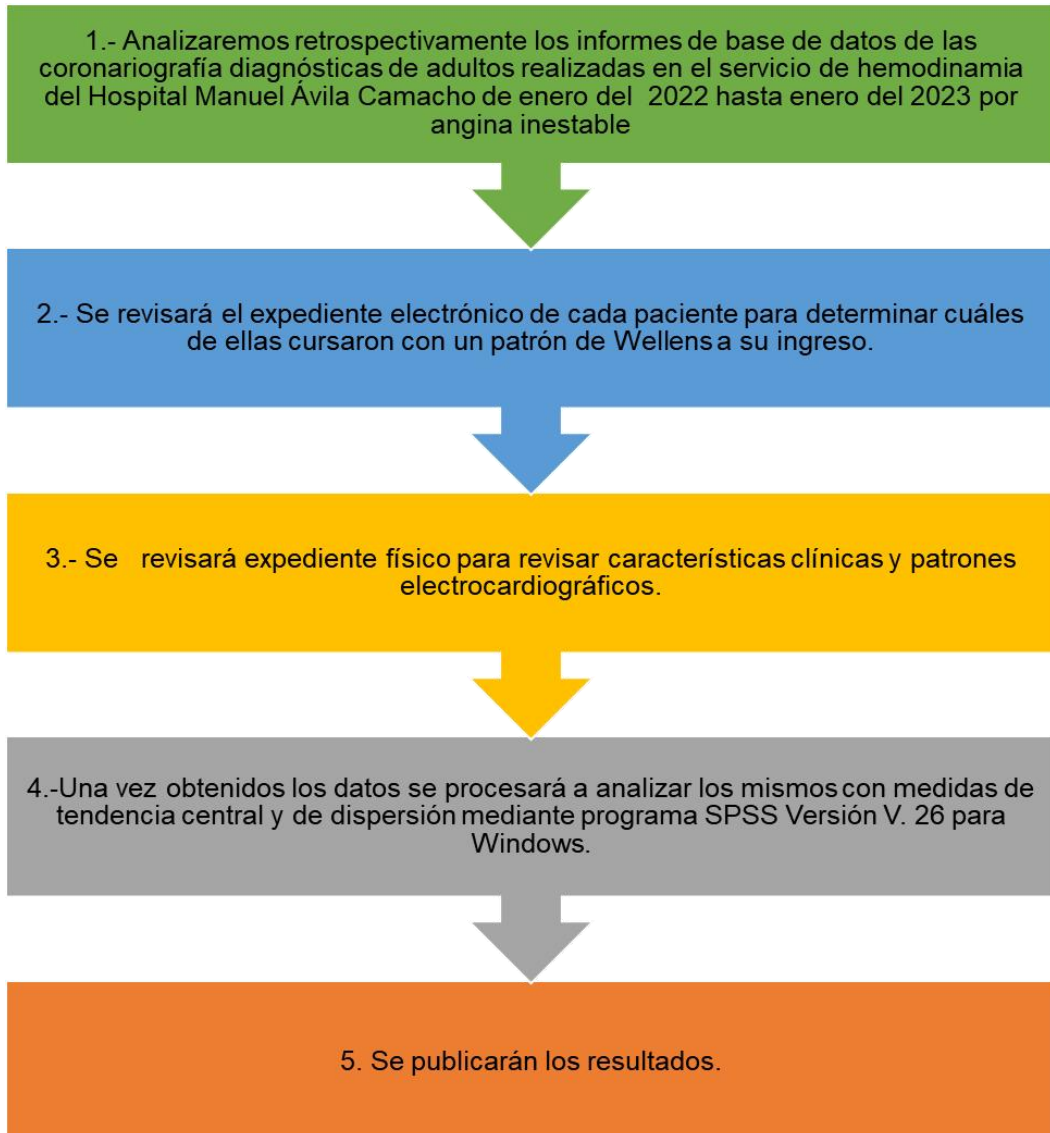 1.- Analizaremos retrospectivamente los informes de base de datos de las
coronariografía diagnósticas de adultos realizadas en el servicio de hemodinamia
del Hospital Manuel Ávila Camacho de enero del 2022 hasta enero del 2023 por
angina inestable
2.- Se revisará el expediente electrónico de cada paciente para determinar cuáles
de ellas cursaron con un patrón de Wellens a su ingreso.
3.- Se revisará expediente físico para revisar características clínicas y patrones
electrocardiográficos.
4.-Una vez obtenidos los datos se procesará a analizar los mismos con medidas de
tendencia central y de dispersión mediante programa SPSS Versión V. 26 para
Windows.
5. Se publicarán los resultados.